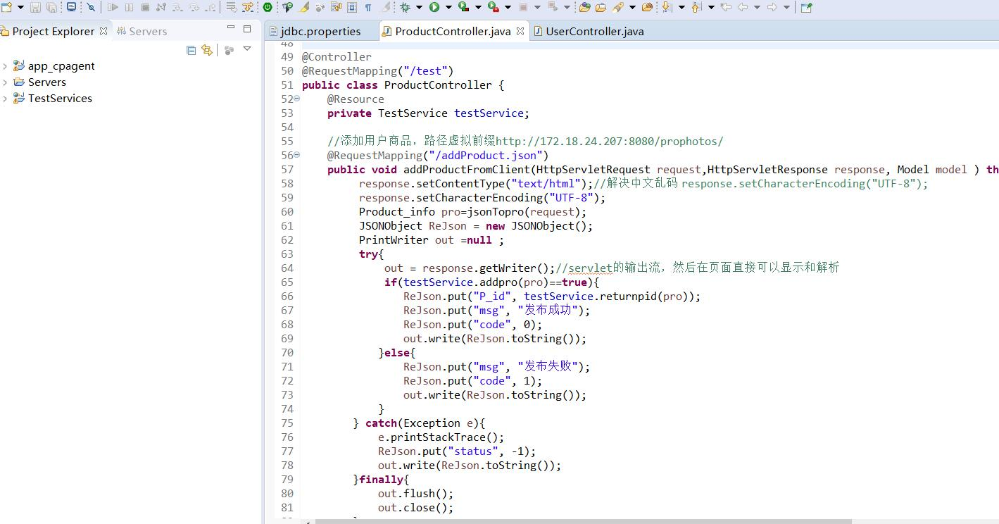 Project Explorer
Servers
jdbc.properties
ProductController.java
UserController.java
app_cpagent
Servers
TestServices
48
49 @Controller
50 @RequestMapping("/test")
51 public class ProductController {
52 @Resource
53 private TestService testService;
54
55 //添加用户商品，路径虚拟前缀http://172.18.24.207:8080/prophotos/
56 @RequestMapping("/addProduct.json")
57 public void addProductFromClient(HttpServletRequest request,HttpServletResponse response, Model model ) th
58 response.setContentType("text/html");//解决中文乱码 response.setCharacterEncoding("UTF-8");
59 response.setCharacterEncoding("UTF-8");
60 Product_info pro=jsonTopro(request);
61 JSONObject ReJson = new JSONObject();
62 PrintWriter out =null ;
63 try{
64 out = response.getWriter();//servlet的输出流，然后在页面直接可以显示和解析
65 if(testService.addpro(pro)==true){
66 ReJson.put("P_id", testService.returnpid(pro));
67 ReJson.put("msg", "发布成功");
68 ReJson.put("code", 0);
69 out.write(ReJson.toString());
70 }else{
71 ReJson.put("msg", "发布失败");
72 ReJson.put("code", 1);
73 out.write(ReJson.toString());
74 }
75 } catch(Exception e){
76 e.printStackTrace();
77 ReJson.put("status", -1);
78 out.write(ReJson.toString());
79 }finally{
80 out.flush();
81 out.close();